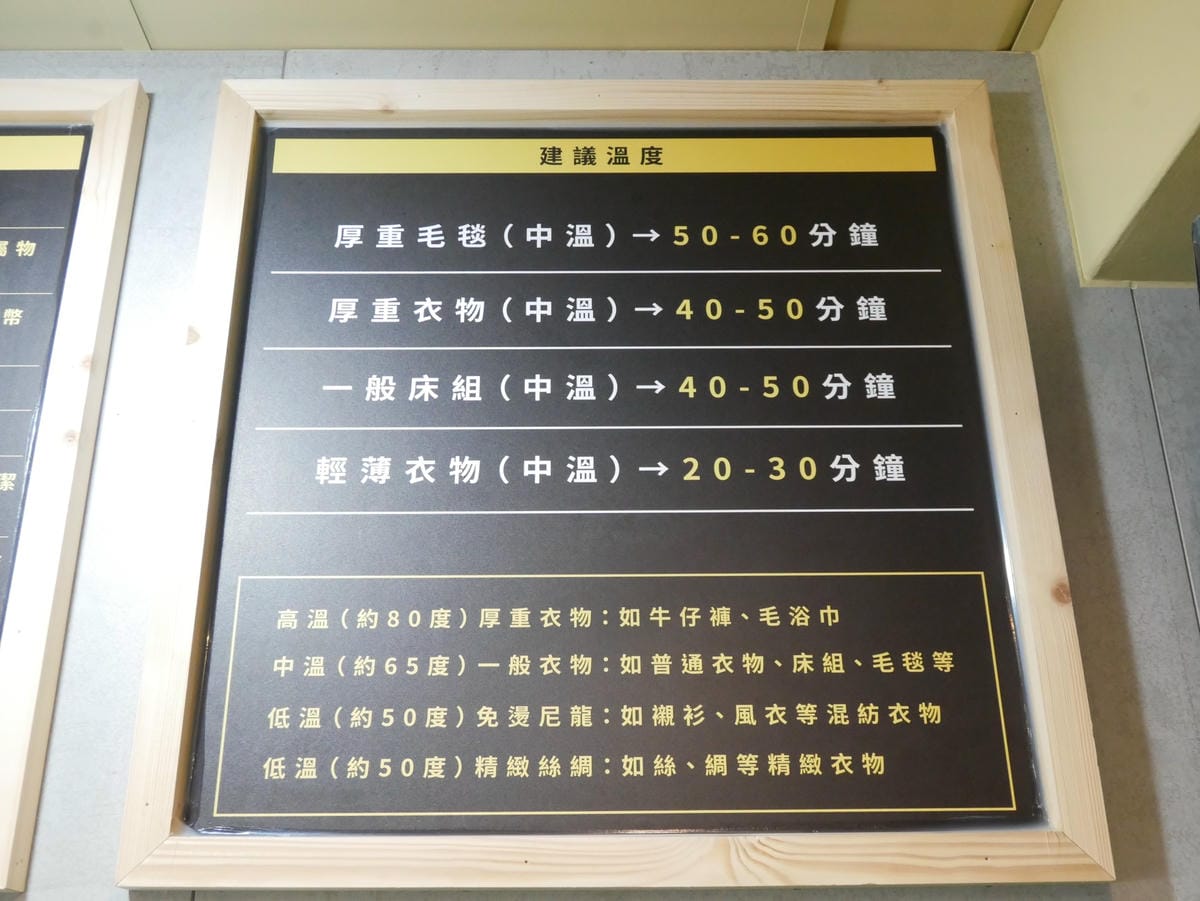 建議溫度
厚重毛毯(中溫)→50-60分鐘
厚重衣物(中溫)→40-50分鐘
一般床組(中溫)→40-50分鐘
輕薄衣物(中溫)→20-30分鐘
高溫(約80度)厚重衣物:如牛仔褲、毛浴巾
中溫(約65度)一般衣物:如普通衣物、床組、毛毯等
低溫(約50度)免燙尼龍:如襯衫、風衣等混紡衣物
低溫(約50度)精緻絲綢:如絲、綢等精緻衣物
物
幣
潔